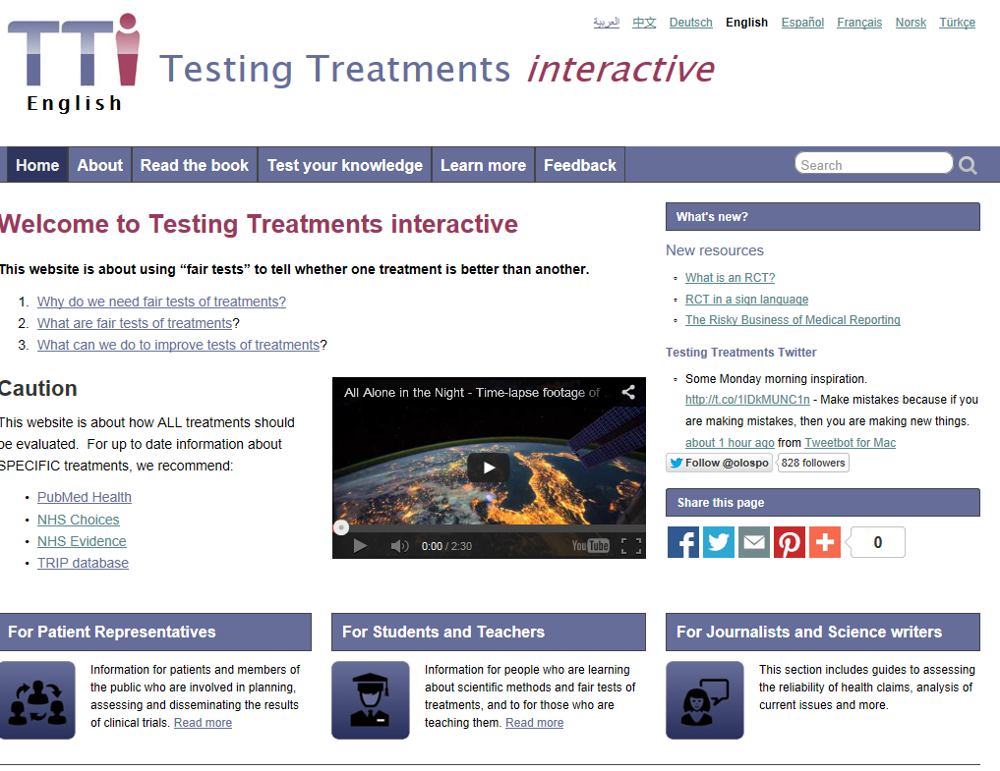 TTi
English
العربية 中文 Deutsch English Español Français Norsk Türkçe
Testing Treatments interactive
Home About Read the book Test your knowledge Learn more Feedback
Search
Welcome to Testing Treatments interactive
This website is about using “fair tests” to tell whether one treatment is better than another.
1. Why do we need fair tests of treatments?
2. What are fair tests of treatments?
3. What can we do to improve tests of treatments?
Caution
This website is about how ALL treatments should
be evaluated. For up to date information about
SPECIFIC treatments, we recommend:
PubMed Health
NHS Choices
NHS Evidence
TRIP database
All Alone in the Night - Time-lapse footage of ...
0:00 / 2:30
YouTube
What's new?
New resources
What is an RCT?
RCT in a sign language
The Risky Business of Medical Reporting
Testing Treatments Twitter
Some Monday morning inspiration.
http://t.co/1IDkMUNC1n - Make mistakes because if you
are making mistakes, then you are making new things.
about 1 hour ago from Tweetbot for Mac
Follow @olospo 828 followers
Share this page
0
For Patient Representatives
Information for patients and members of
the public who are involved in planning,
assessing and disseminating the results
of clinical trials. Read more
For Students and Teachers
Information for people who are learning
about scientific methods and fair tests of
treatments, and to for those who are
teaching them. Read more
For Journalists and Science writers
This section includes guides to assessing
the reliability of health claims, analysis of
current issues and more.